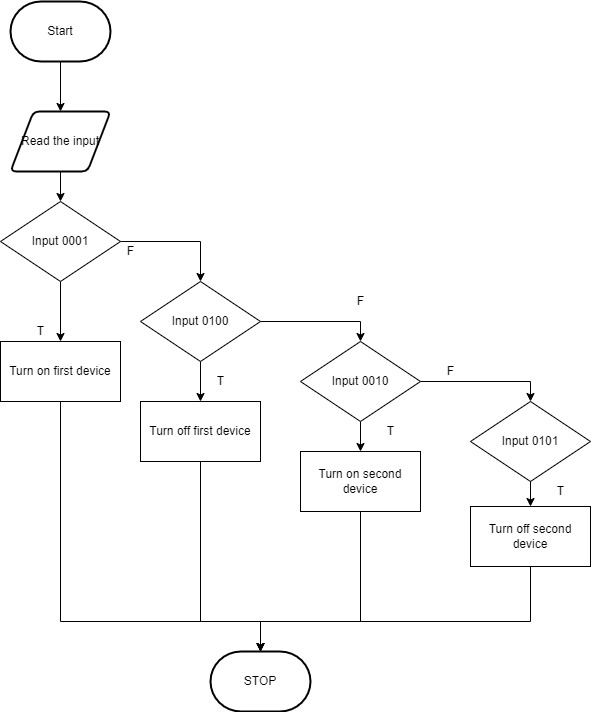 Start
Read the input
Input 0001
F
T
Turn on first device
Input 0100
F
T
Turn off first device
Input 0010
F
T
Turn on second
device
Input 0101
T
Turn off second
device
STOP